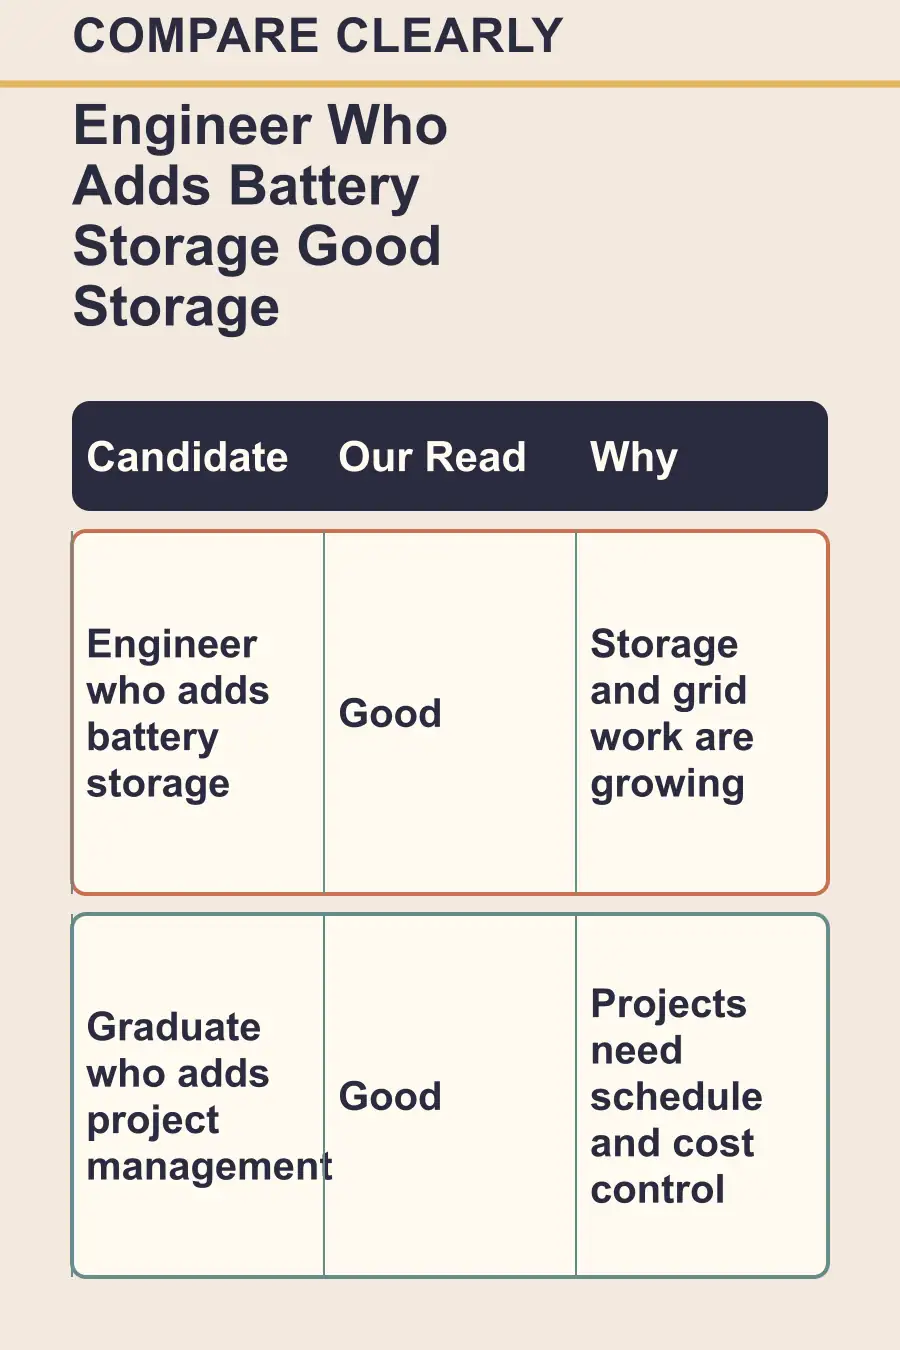 COMPARE CLEARLY
Engineer Who
Adds Battery
Storage Good
Storage
Candidate Our Read Why
Engineer
who adds
battery
storage
Good
Storage
and grid
work are
growing
Graduate
who adds
project
management
Good
Projects
need
schedule
and cost
control